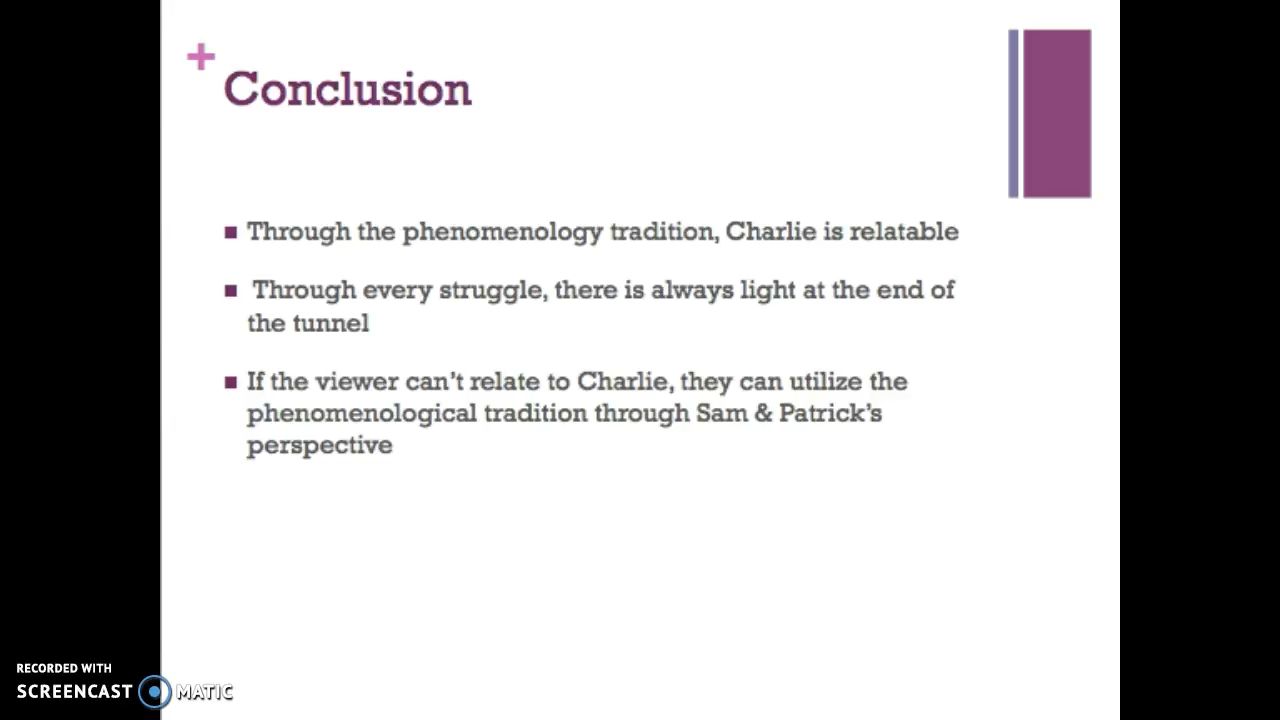 +
Conclusion
■ Through the phenomenology tradition, Charlie is relatable
■ Through every struggle, there is always light at the end of
the tunnel
■ If the viewer can't relate to Charlie, they can utilize the
phenomenological tradition through Sam & Patrick's
perspective
RECORDED WITH
SCREENCAST MATIC